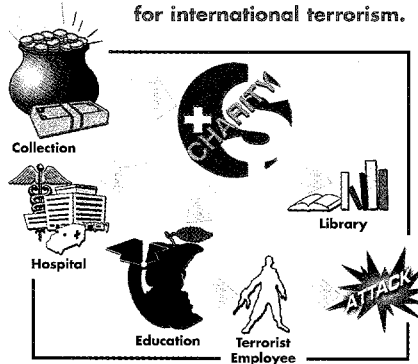 for international terrorism.
CHARITY
Collection
Library
Hospital
ATTACK
Education
Terrorist
Employee